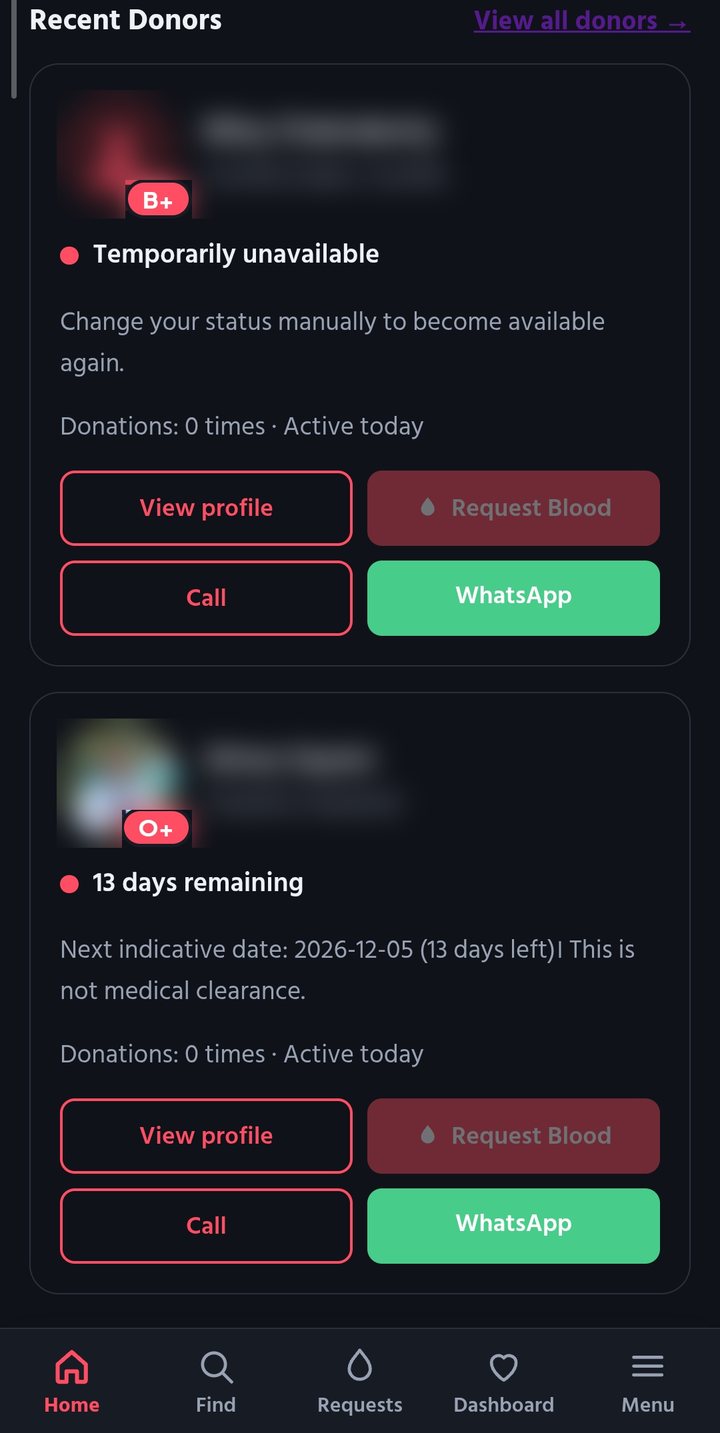 Recent Donors
View all donors →
B+
Temporarily unavailable
Change your status manually to become available
again.
Donations: 0 times · Active today
View profile
Request Blood
Call
WhatsApp
O+
13 days remaining
Next indicative date: 2026-12-05 (13 days left)। This is
not medical clearance.
Donations: 0 times · Active today
View profile
Request Blood
Call
WhatsApp
Home
Find
Requests
Dashboard
Menu